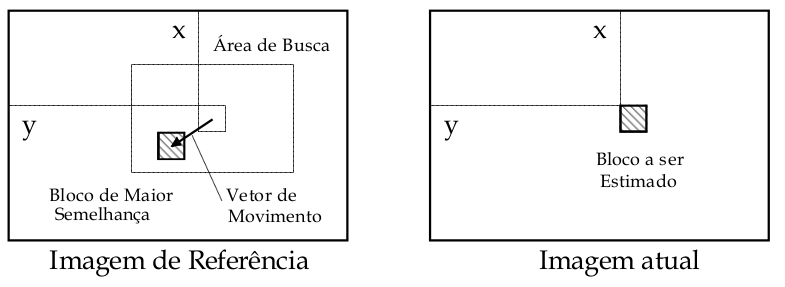 x
Área de Busca
y
Bloco de Maior
Semelhança
Vetor de
Movimento
Imagem de Referência
x
y
Bloco a ser
Estimado
Imagem atual